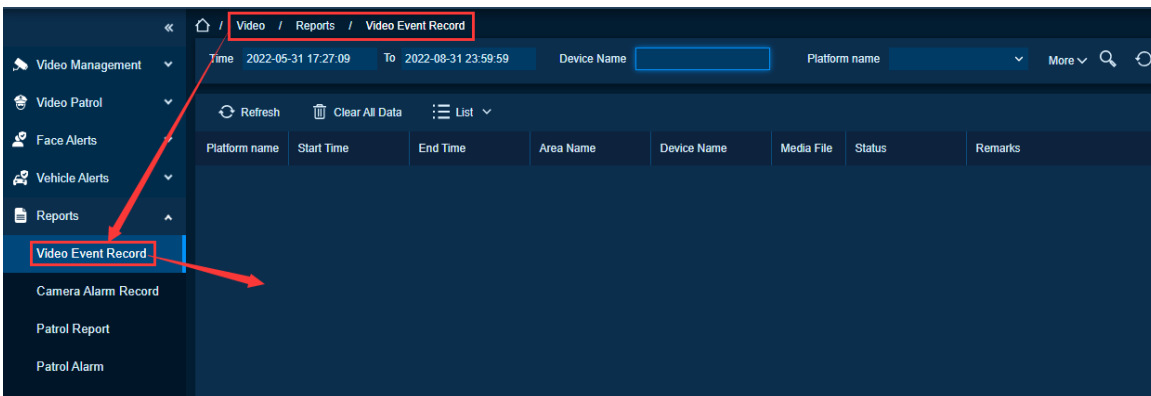 « / Video / Reports / Video Event Record
Time 2022-05-31 17:27:09 To 2022-08-31 23:59:59 Device Name Platform name More
Video Management
Video Patrol
Face Alerts
Vehicle Alerts
Reports
Video Event Record
Camera Alarm Record
Patrol Report
Patrol Alarm
Refresh Clear All Data List
Platform name Start Time End Time Area Name Device Name Media File Status Remarks